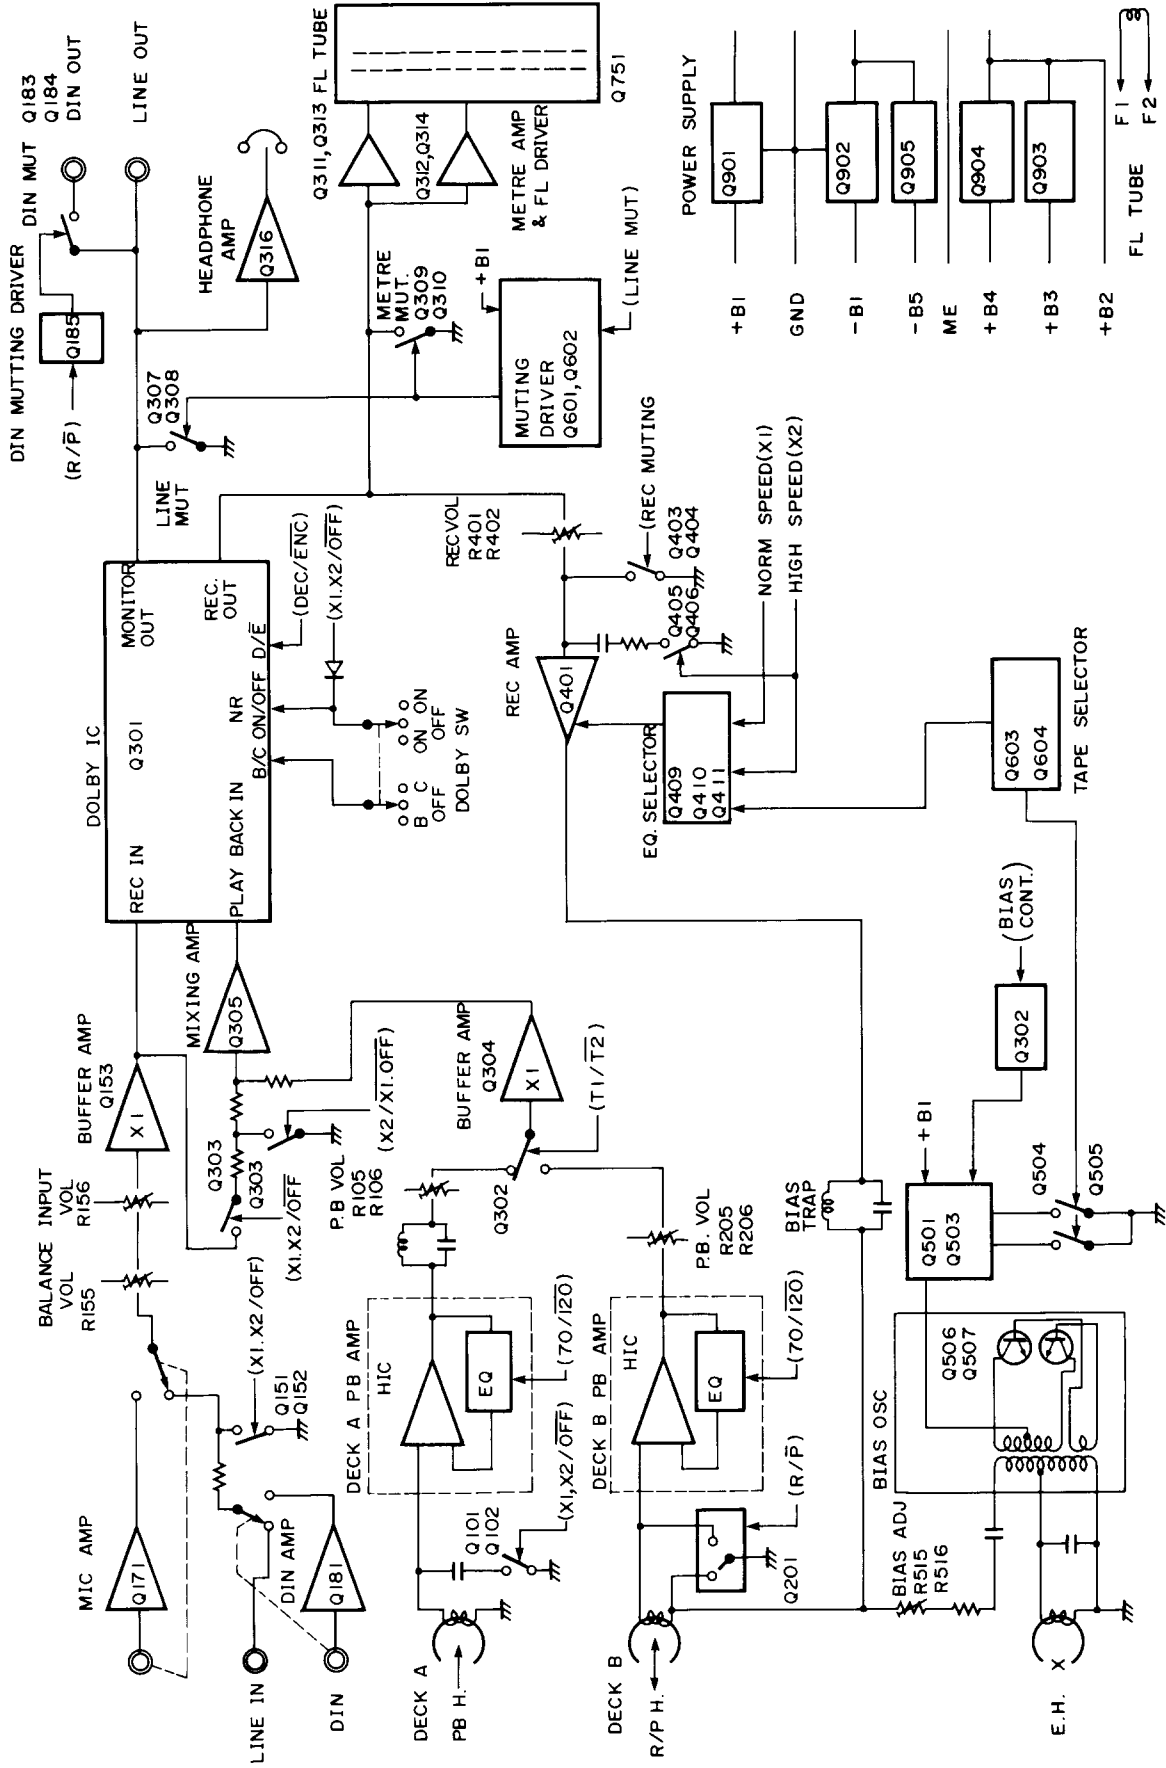 MIC AMP
Q171
LINE IN
DIN
DIN AMP
Q181
(X1.X2/OFF)
Q151
Q152
BALANCE INPUT
VOL VOL
R155 R156
BUFFER AMP
Q153
X1
Q303
Q303
(X1.X2/OFF
(X2/X1.OFF)
MIXING AMP
Q305
DOLBY IC
Q301
REC IN
PLAY BACK IN
MONITOR
OUT
REC.
OUT
NR
B/C ON/OFF D/E
(DEC/ENC)
(X1.X2/OFF)
B C
OFF
ON ON
OFF
DOLBY SW
LINE
MUT
Q307
Q308
DIN MUTTING DRIVER
(R/P)
Q185
DIN MUT Q183
Q184
DIN OUT
LINE OUT
HEADPHONE
AMP
Q316
Q311,Q313 FL TUBE
Q312,Q314
METRE AMP
& FL DRIVER
Q751
METRE
MUT.
Q309
Q310
+B1
MUTING
DRIVER
Q601,Q602
(LINE MUT)
DECK A
PB H.
DECK A PB AMP
HIC
EQ
(70/120)
Q101
Q102
(X1,X2/OFF)
P.B VOL
R105
R106
Q302
BUFFER AMP
Q304
X1
(T1/T2)
DECK B
R/P H.
DECK B PB AMP
HIC
EQ
(70/120)
Q201
(R/P)
P.B. VOL
R205
R206
REC VOL
R401
R402
(REC MUTING
Q403
Q404
Q405
Q406
REC AMP
Q401
EQ.SELECTOR
Q409
Q410
Q411
NORM SPEED(X1)
HIGH SPEED(X2)
Q603
Q604
TAPE SELECTOR
BIAS
TRAP
BIAS ADJ
R515
R516
BIAS OSC
Q506
Q507
Q501
Q503
+B1
Q302
(BIAS
CONT.)
Q504
Q505
E.H.
X
POWER SUPPLY
+B1 Q901
GND
-B1 Q902
-B5 Q905
ME
+B4 Q904
+B3 Q903
+B2
FL TUBE
F1
F2